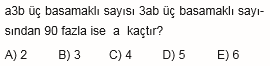 a3b üç basamaklı sayısı 3ab üç basamaklı sayı-
sından 90 fazla ise a kaçtır?
A) 2 B) 3 C) 4 D) 5 E) 6